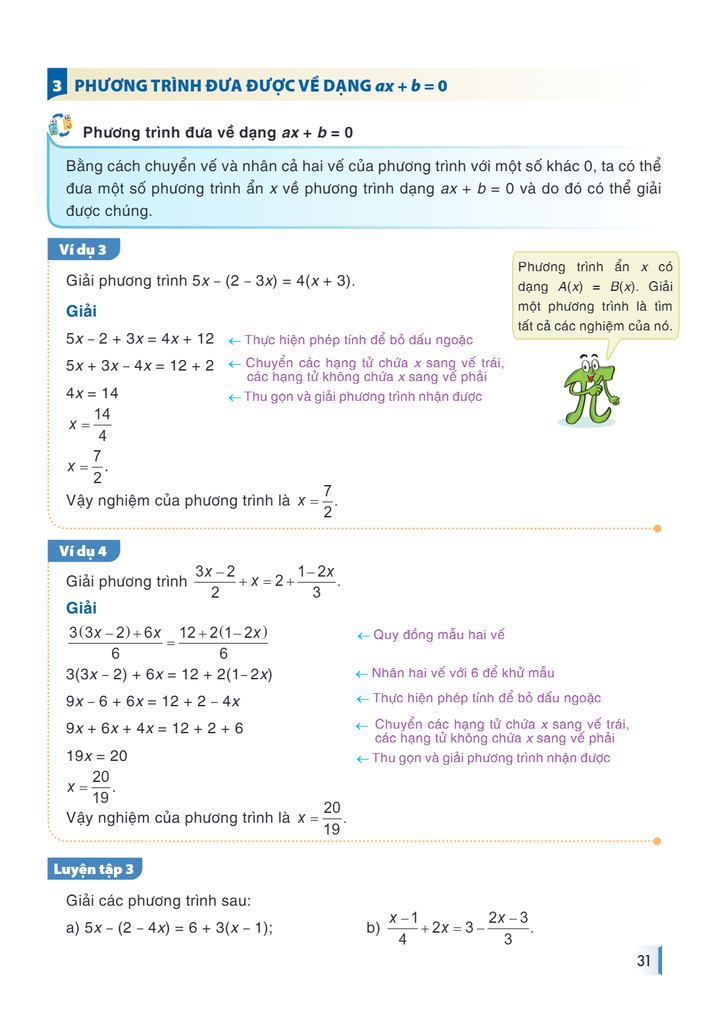 3 PHƯƠNG TRÌNH ĐƯA ĐƯỢC VỀ DẠNG ax + b = 0
Phương trình đưa về dạng ax + b = 0
Bằng cách chuyển vế và nhân cả hai vế của phương trình với một số khác 0, ta có thể
đưa một số phương trình ẩn x về phương trình dạng ax + b = 0 và do đó có thể giải
được chúng.
Ví dụ 3
Giải phương trình 5x – (2 – 3x) = 4(x + 3).
Phương trình ẩn x có
dạng A(x) = B(x). Giải
một phương trình là tìm
tất cả các nghiệm của nó.
Giải
5x – 2 + 3x = 4x + 12 ← Thực hiện phép tính để bỏ dấu ngoặc
5x + 3x – 4x = 12 + 2 ← Chuyển các hạng tử chứa x sang vế trái,
các hạng tử không chứa x sang vế phải
4x = 14 ← Thu gọn và giải phương trình nhận được
x = 14/4
x = 7/2.
Vậy nghiệm của phương trình là x = 7/2.
Ví dụ 4
Giải phương trình (3x – 2)/2 + x = 2 + (1 – 2x)/3.
Giải
(3(3x – 2) + 6x)/6 = (12 + 2(1 – 2x))/6 ← Quy đồng mẫu hai vế
3(3x – 2) + 6x = 12 + 2(1– 2x) ← Nhân hai vế với 6 để khử mẫu
9x – 6 + 6x = 12 + 2 – 4x ← Thực hiện phép tính để bỏ dấu ngoặc
9x + 6x + 4x = 12 + 2 + 6 ← Chuyển các hạng tử chứa x sang vế trái,
các hạng tử không chứa x sang vế phải
19x = 20 ← Thu gọn và giải phương trình nhận được
x = 20/19.
Vậy nghiệm của phương trình là x = 20/19.
Luyện tập 3
Giải các phương trình sau:
a) 5x – (2 – 4x) = 6 + 3(x – 1); b) (x – 1)/4 + 2x = 3 – (2x – 3)/3.
31